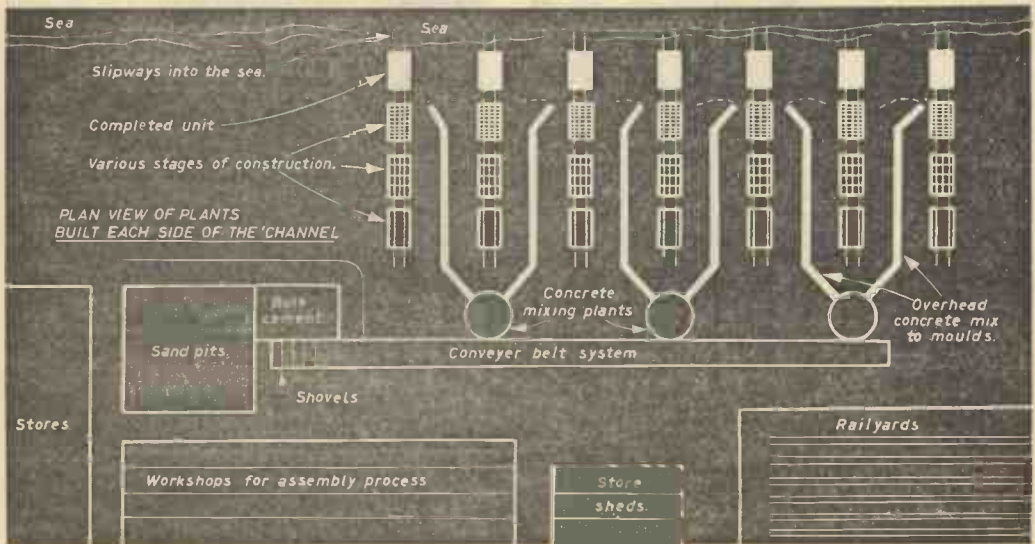 Sea
Sea
Slipways into the sea.
Completed unit
Various stages of construction.
PLAN VIEW OF PLANTS
BUILT EACH SIDE OF THE 'CHANNEL
Concrete
mixing plants
Overhead
concrete mix
to moulds.
cement
Sand pits
Conveyer belt system
Shovels
Stores
Railyards
Workshops for assembly process
Store
sheds.